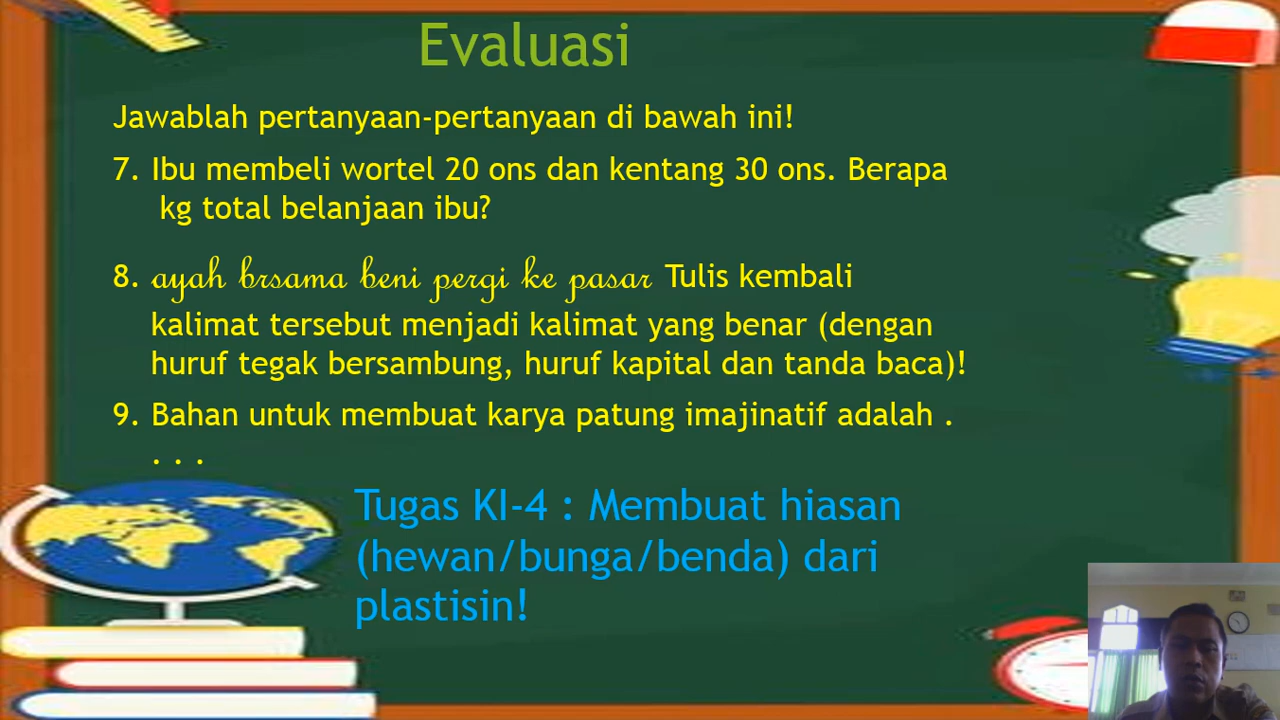 Evaluasi
Jawablah pertanyaan-pertanyaan di bawah ini!
7. Ibu membeli wortel 20 ons dan kentang 30 ons. Berapa
kg total belanjaan ibu?
8. ayah brsama beni pergi ke pasar Tulis kembali
kalimat tersebut menjadi kalimat yang benar (dengan
huruf tegak bersambung, huruf kapital dan tanda baca)!
9. Bahan untuk membuat karya patung imajinatif adalah .
. . .
Tugas KI-4 : Membuat hiasan
(hewan/bunga/benda) dari
plastisin!